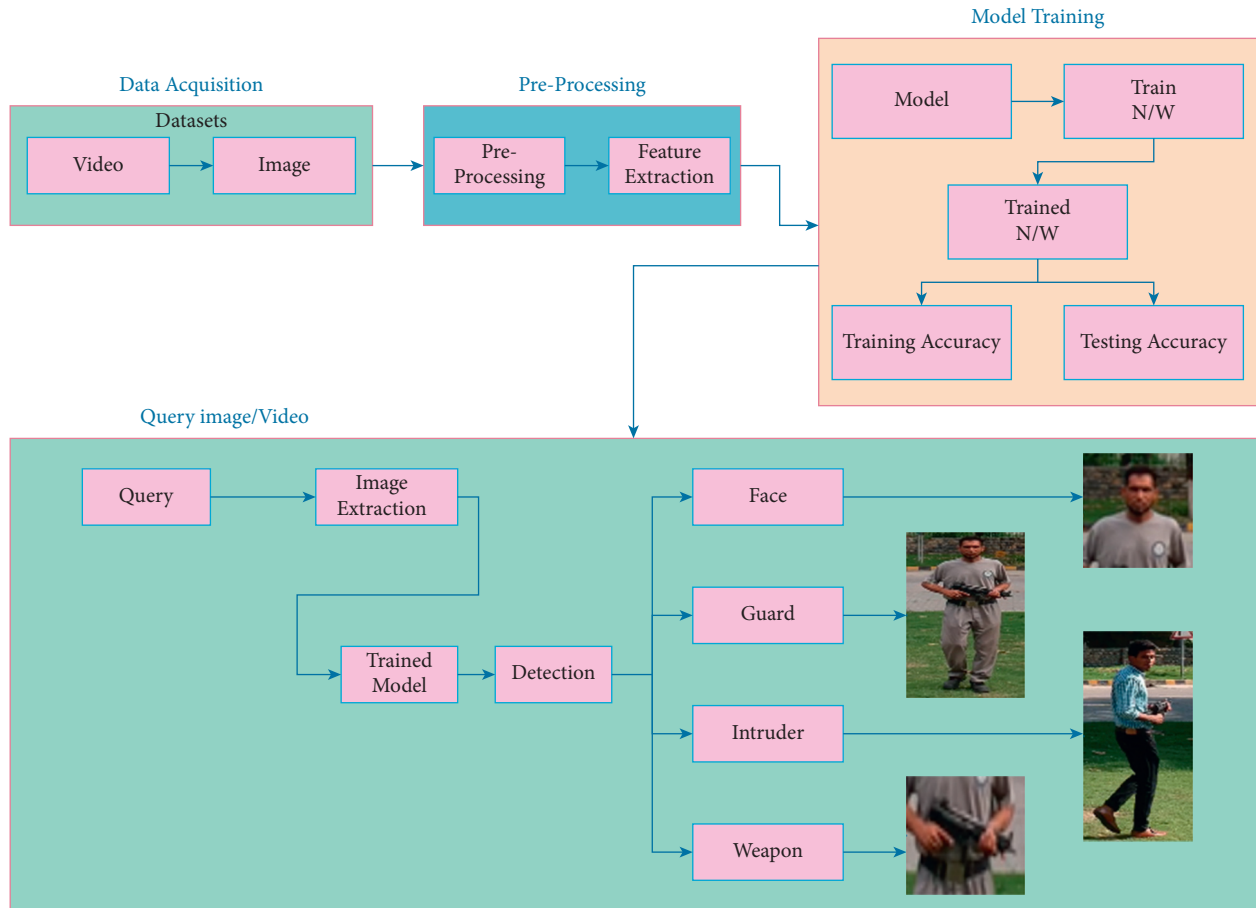 Model Training
Data Acquisition
Pre-Processing
Datasets
Video
Image
Pre-
Processing
Feature
Extraction
Model
Train
N/W
Trained
N/W
Training Accuracy
Testing Accuracy
Query image/Video
Query
Image
Extraction
Trained
Model
Detection
Face
Guard
Intruder
Weapon